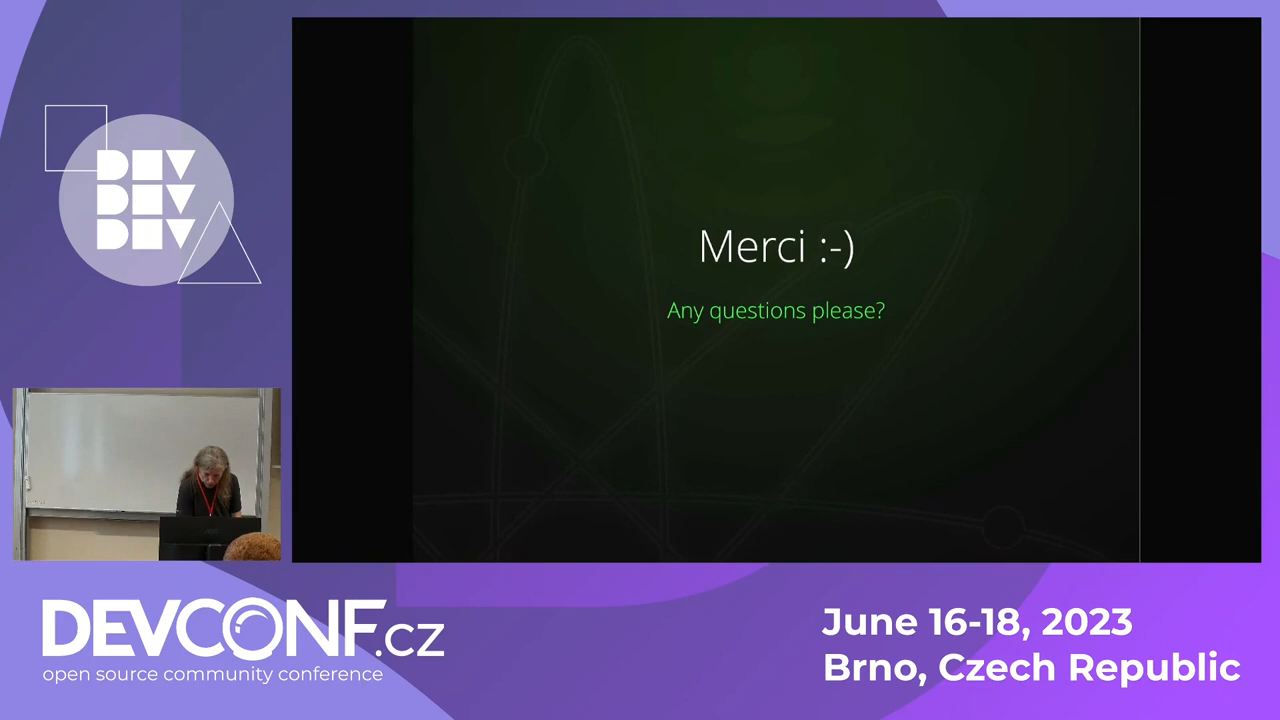 DEV
DEV
DEV
Merci :-)
Any questions please?
DEVCONF.cz
open source community conference
June 16-18, 2023
Brno, Czech Republic